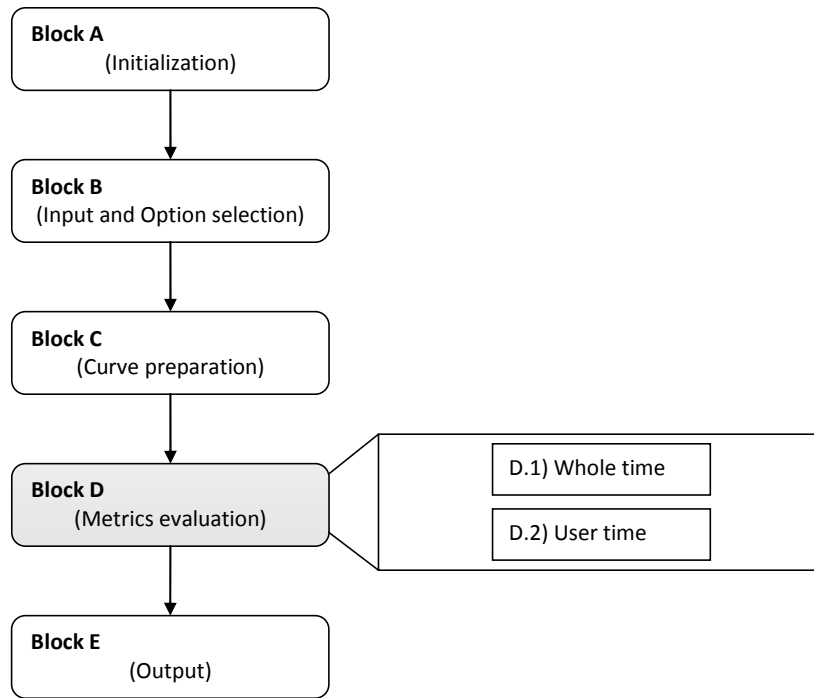 Block A
(Initialization)
Block B
(Input and Option selection)
Block C
(Curve preparation)
Block D
(Metrics evaluation)
D.1) Whole time
D.2) User time
Block E
(Output)